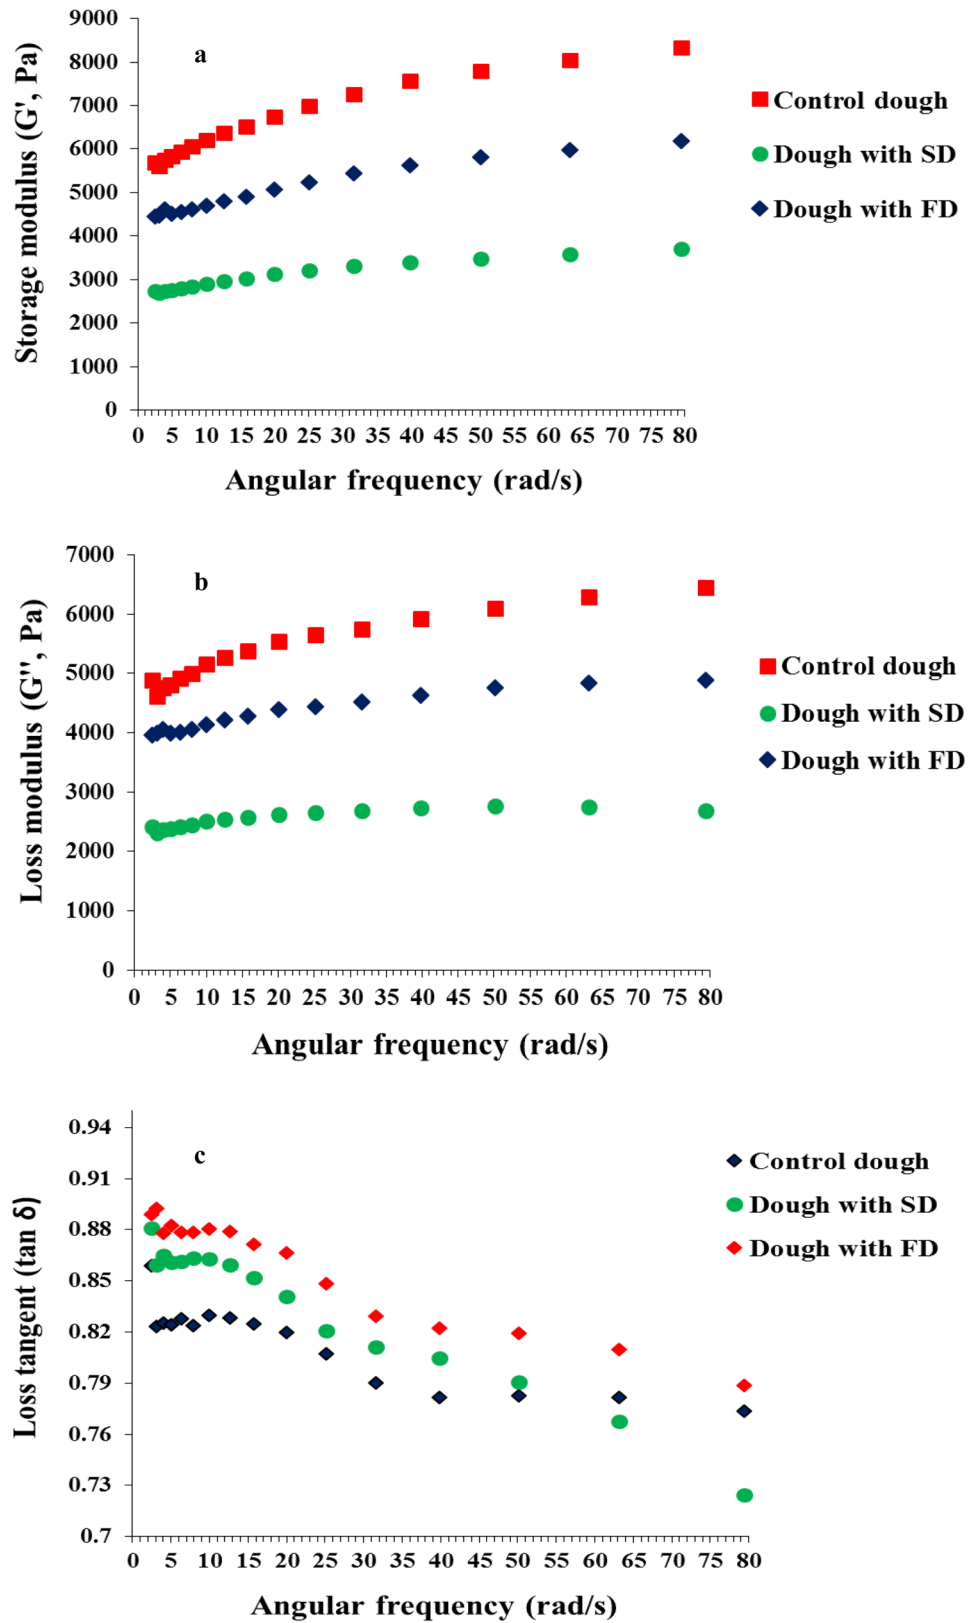 a
9000
8000
7000
6000
5000
4000
3000
2000
1000
0
Storage modulus (G', Pa)
0 5 10 15 20 25 30 35 40 45 50 55 60 65 70 75 80
Angular frequency (rad/s)
Control dough
Dough with SD
Dough with FD
b
7000
6000
5000
4000
3000
2000
1000
0
Loss modulus (G'', Pa)
0 5 10 15 20 25 30 35 40 45 50 55 60 65 70 75 80
Angular frequency (rad/s)
Control dough
Dough with SD
Dough with FD
c
0.94
0.91
0.88
0.85
0.82
0.79
0.76
0.73
0.7
Loss tangent (tan δ)
0 5 10 15 20 25 30 35 40 45 50 55 60 65 70 75 80
Angular frequency (rad/s)
Control dough
Dough with SD
Dough with FD